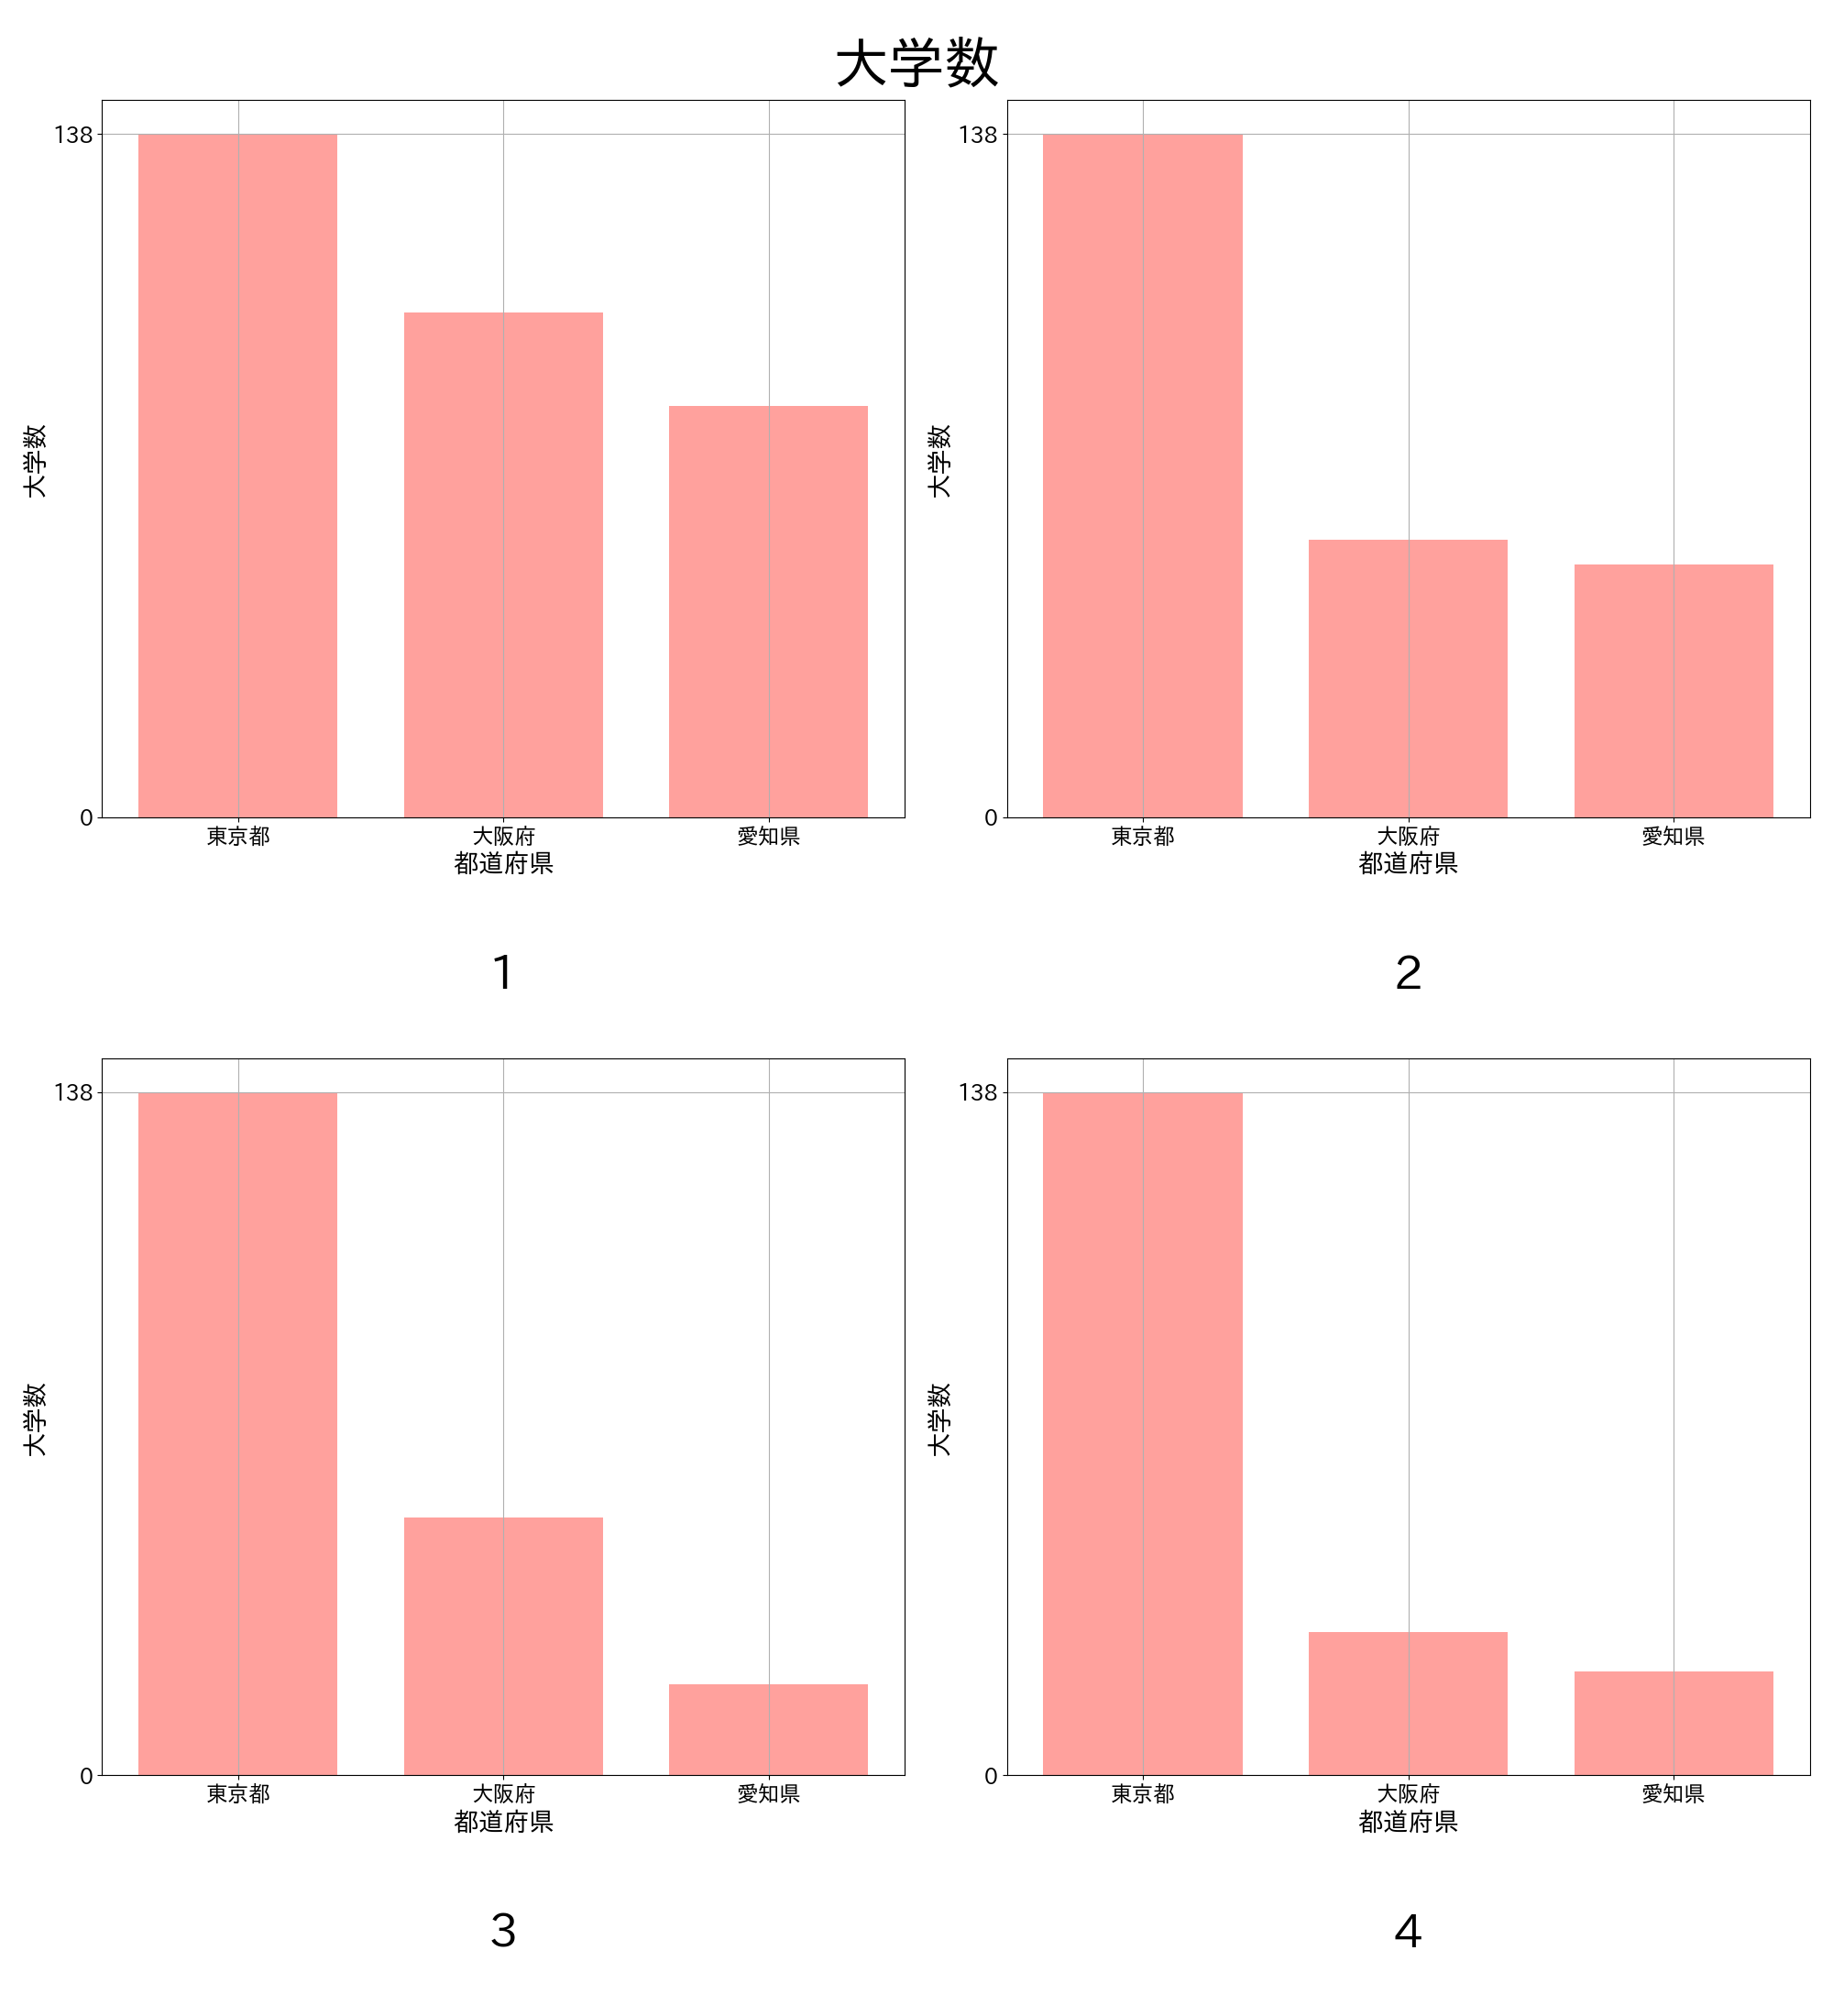 大学数
138
0
大学数
東京都 大阪府 愛知県
都道府県
1
138
0
大学数
東京都 大阪府 愛知県
都道府県
2
138
0
大学数
東京都 大阪府 愛知県
都道府県
3
138
0
大学数
東京都 大阪府 愛知県
都道府県
4